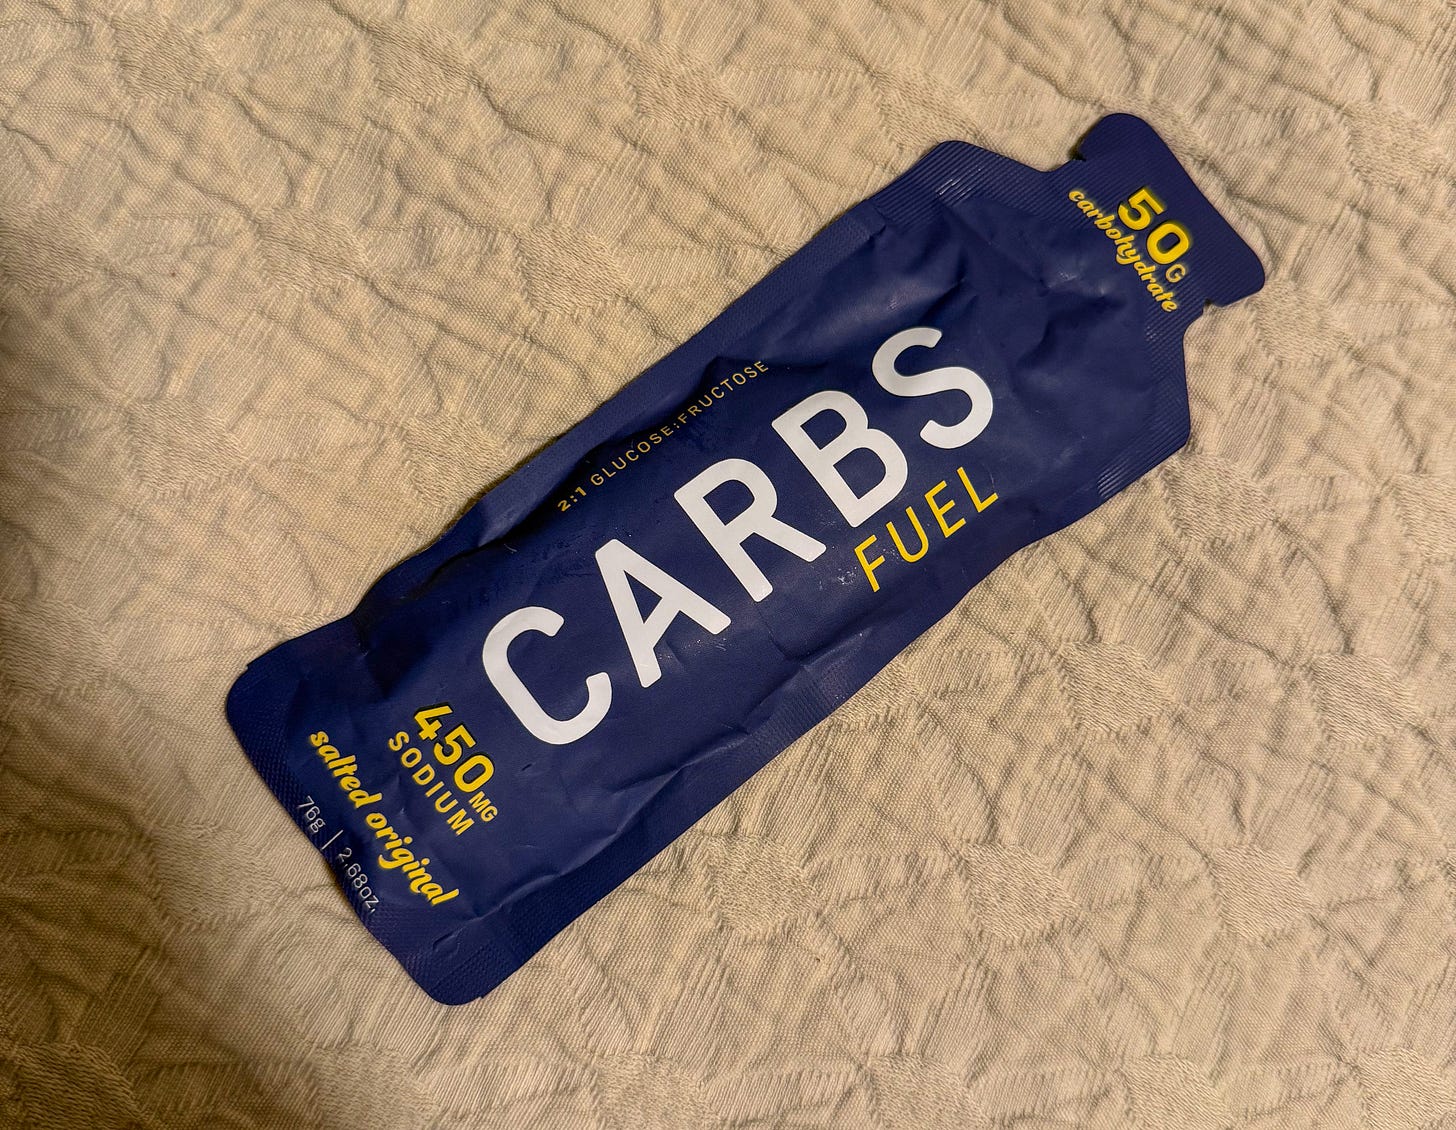 50G
carbohydrate
2:1 GLUCOSE:FRUCTOSE
CARBS
FUEL
450MG
SODIUM
salted original
76g | 2.68oz.